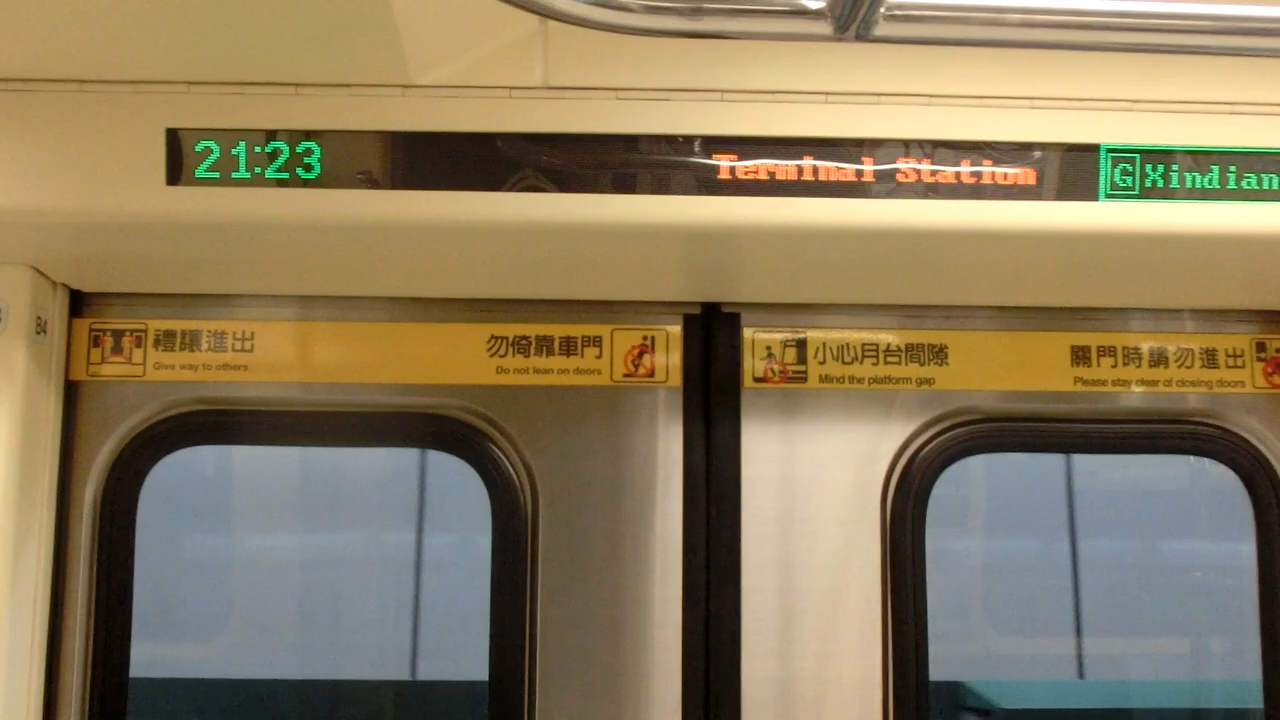 21:23
Terminal Station
G Xindian
B4
禮讓進出
Give way to others
勿倚靠車門
Do not lean on doors
小心月台間隙
Mind the platform gap
關門時請勿進出
Please stay clear of closing doors